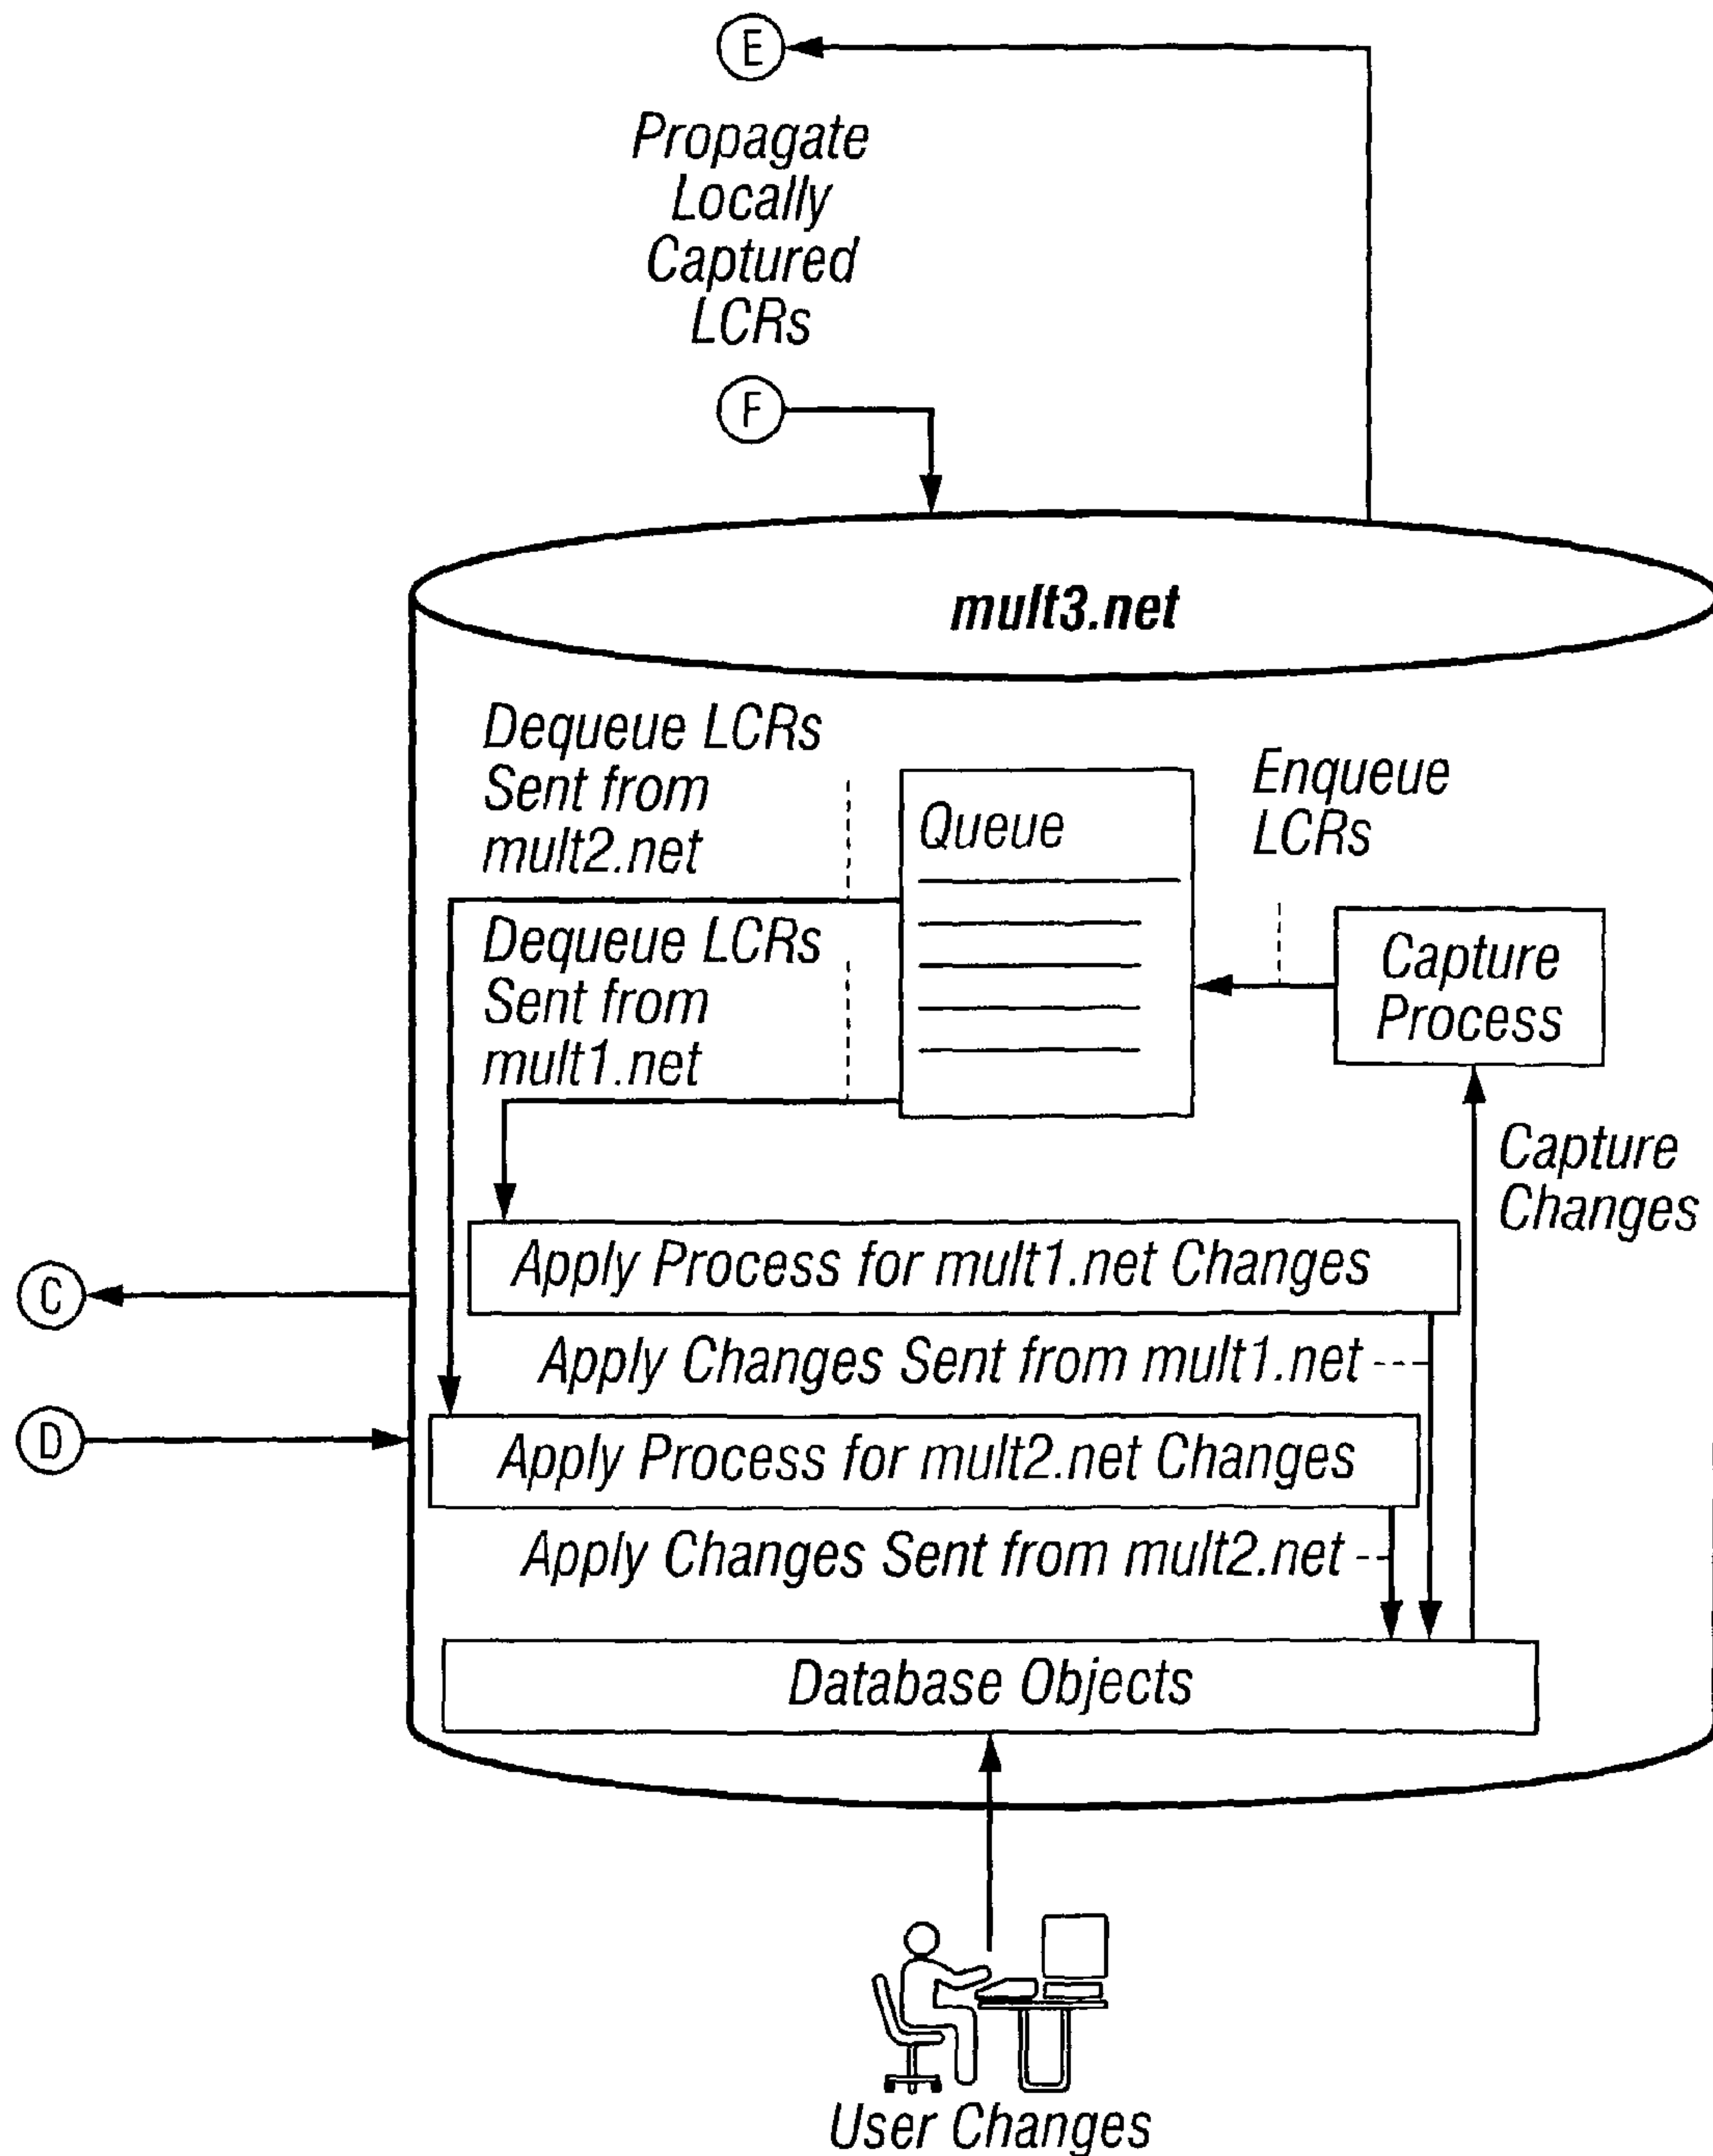 E
Propagate
Locally
Captured
LCRs
F
mult3.net
Dequeue LCRs
Sent from
mult2.net
Queue
Enqueue
LCRs
Dequeue LCRs
Sent from
mult1.net
Capture
Process
Capture
Changes
Apply Process for mult1.net Changes
C
Apply Changes Sent from mult1.net
D
Apply Process for mult2.net Changes
Apply Changes Sent from mult2.net
Database Objects
User Changes